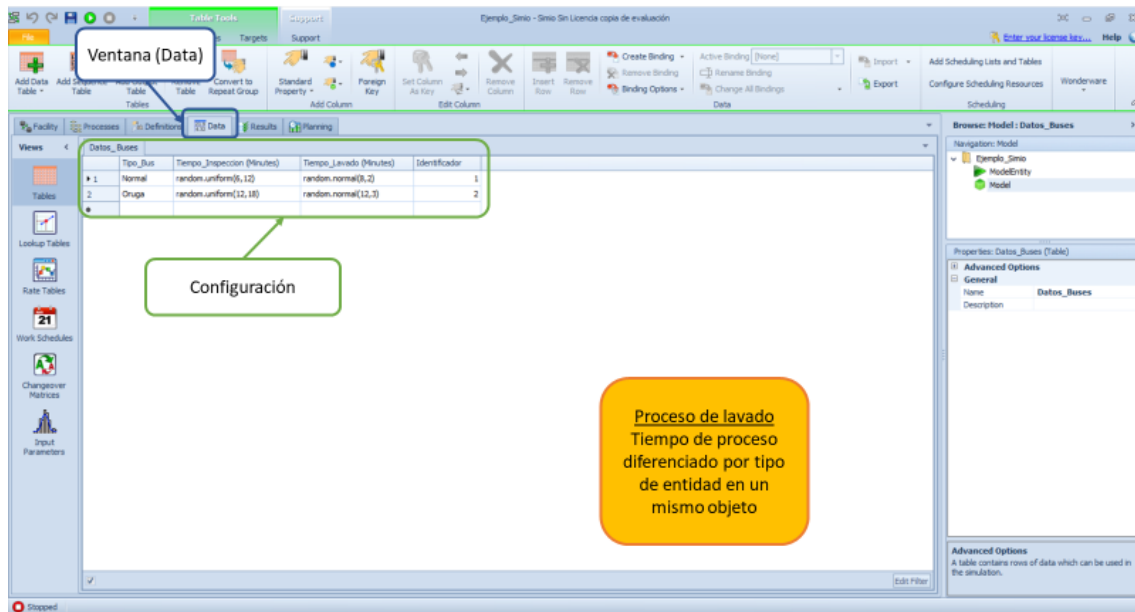 Table Tools
Support
Ejemplo_Simio - Simio Sin Licencia copia de evaluación
File
Targets
Support
Enter your license key...
Help
Ventana (Data)
Add Data
Table
Table
Table
Table
Convert to
Repeat Group
Standard
Property
Foreign
Key
Set Column
As Key
Remove
Column
Insert
Row
Remove
Row
Create Binding
Remove Binding
Binding Options
Active Binding [None]
Rename Binding
Change All Bindings
Import
Export
Add Scheduling Lists and Tables
Configure Scheduling Resources
Wonderware
Tables
Add Column
Edit Column
Data
Scheduling
Facility
Processes
Definitions
Data
Results
Planning
Views
Tables
Lookup Tables
Rate Tables
21
Work Schedules
Changeover
Matrices
Input
Parameters
Datos_Buses
Tipo_Bus Tiempo_Inspeccion (Minutes) Tiempo_Lavado (Minutes) Identificador
1 Normal random.uniform(6,12) random.normal(8,2) 1
2 Oruga random.uniform(12,18) random.normal(12,3) 2
Configuración
Proceso de lavado
Tiempo de proceso
diferenciado por tipo
de entidad en un
mismo objeto
Edit Filter
Browse: Model : Datos_Buses
Navigation: Model
Ejemplo_Simio
ModelEntity
Model
Properties: Datos_Buses (Table)
Advanced Options
General
Name Datos_Buses
Description
Advanced Options
A table contains rows of data which can be used in
the simulation.
Stopped